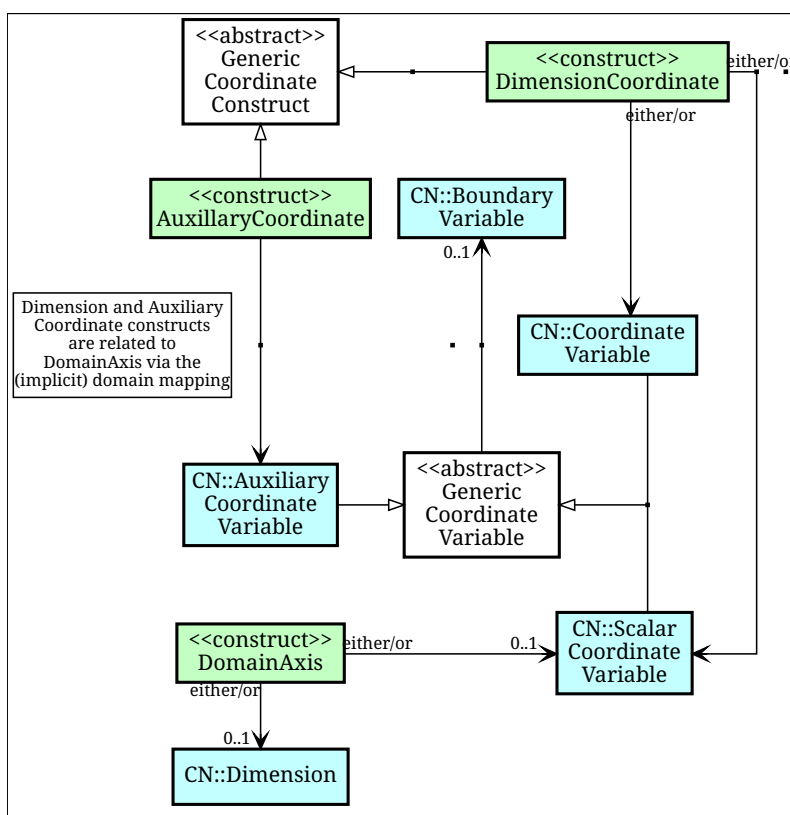 <<abstract>>
Generic
Coordinate
Construct
<<construct>>
DimensionCoordinate
either/or
either/or
<<construct>>
AuxillaryCoordinate
CN::Boundary
Variable
0..1
Dimension and Auxiliary
Coordinate constructs
are related to
DomainAxis via the
(implicit) domain mapping
CN::Coordinate
Variable
CN::Auxiliary
Coordinate
Variable
<<abstract>>
Generic
Coordinate
Variable
<<construct>>
DomainAxis
either/or
0..1
CN::Scalar
Coordinate
Variable
either/or
0..1
CN::Dimension